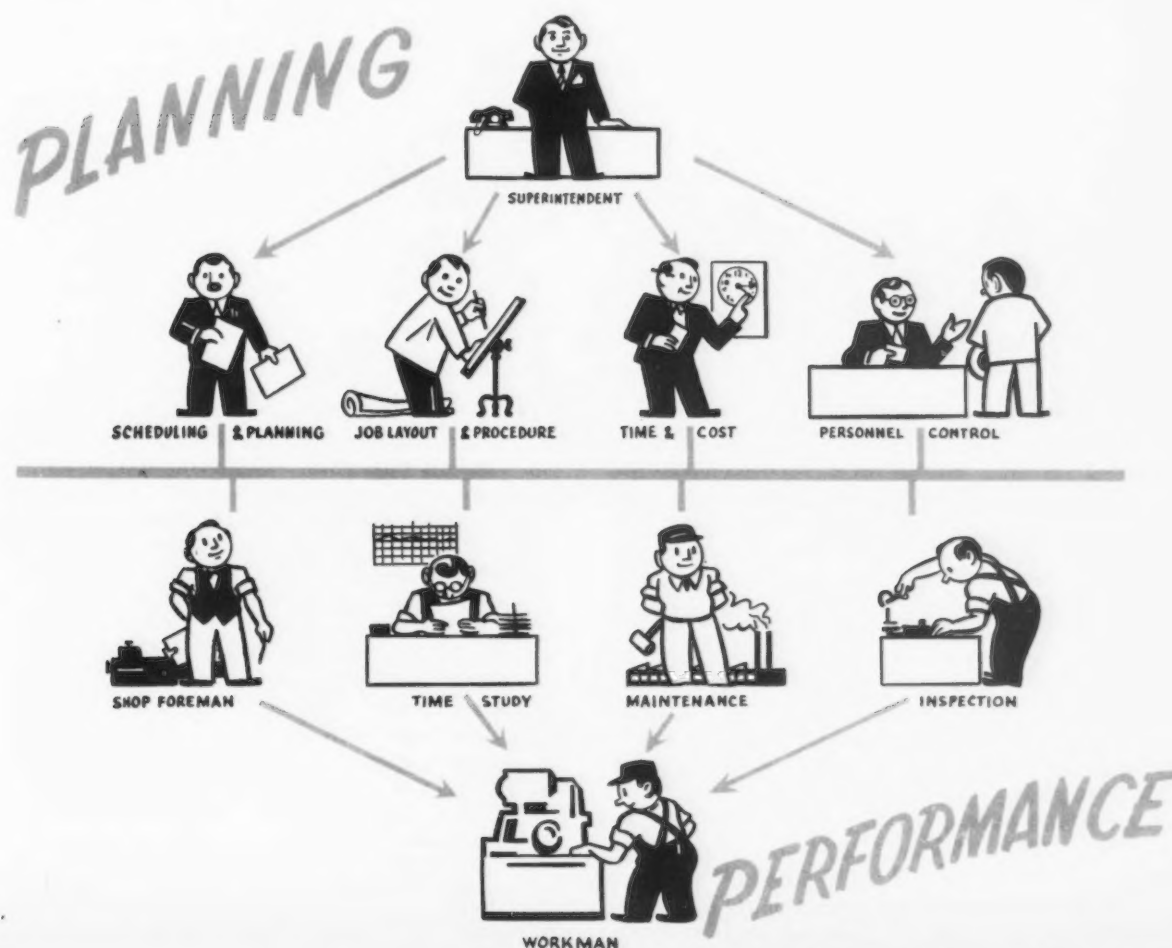 PLANNING
SUPERINTENDENT
SCHEDULING & PLANNING
JOB LAYOUT & PROCEDURE
TIME & COST
PERSONNEL CONTROL
SHOP FOREMAN
TIME STUDY
MAINTENANCE
INSPECTION
WORKMAN
PERFORMANCE